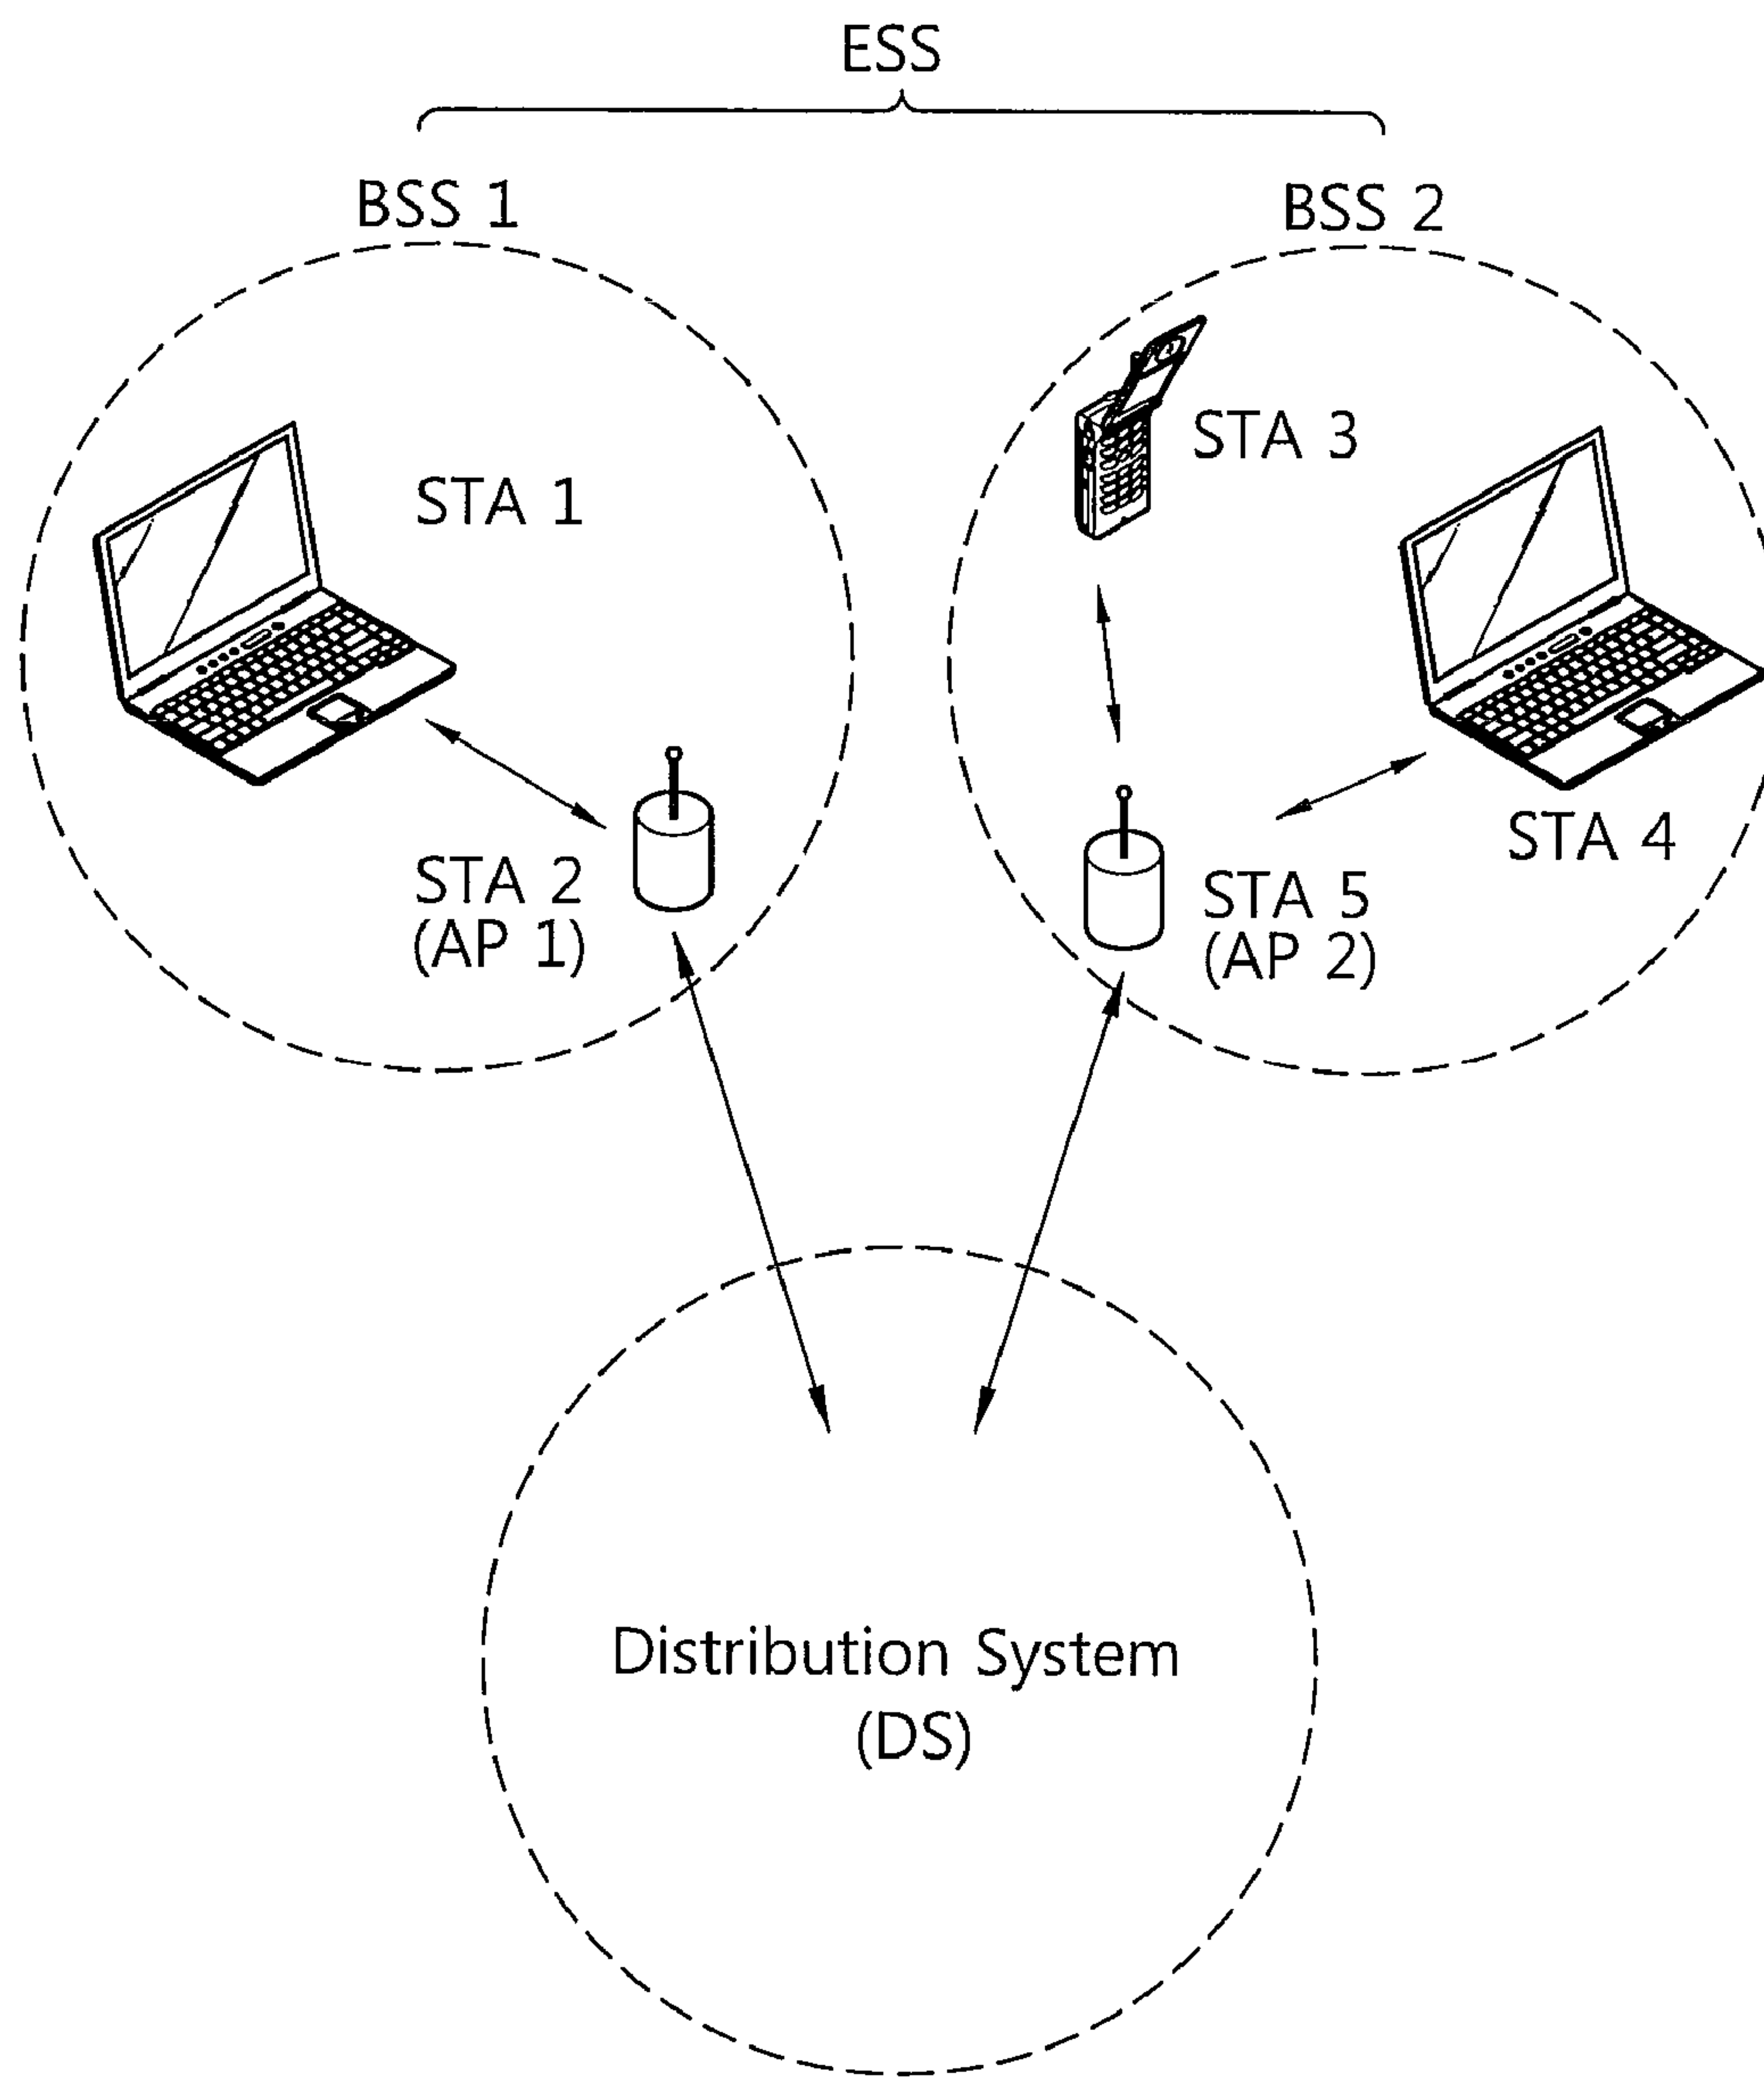 ESS
BSS 1
BSS 2
STA 1
STA 3
STA 2
(AP 1)
STA 4
STA 5
(AP 2)
Distribution System
(DS)